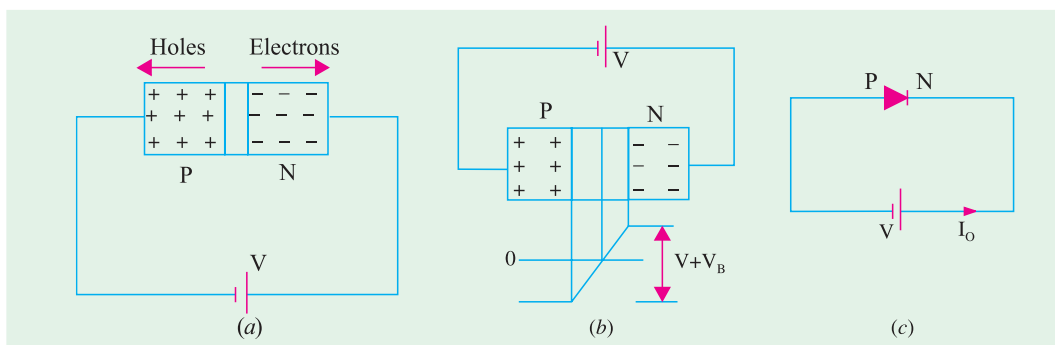 Holes Electrons
+ + + − − −
+ + + − − −
+ + + − − −
P N
V
(a)
V
P N
+ + − −
+ + − −
+ + − −
0
V+V_B
(b)
P N
V I_O
(c)